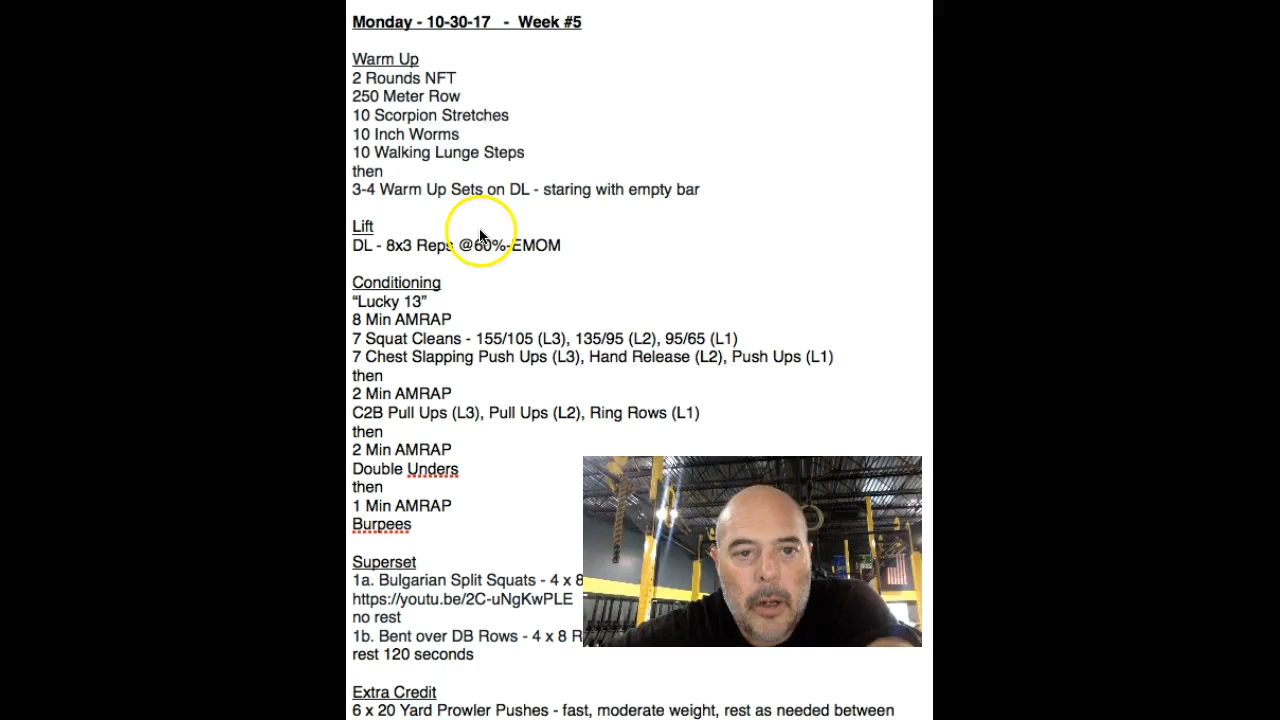 Monday - 10-30-17 - Week #5
Warm Up
2 Rounds NFT
250 Meter Row
10 Scorpion Stretches
10 Inch Worms
10 Walking Lunge Steps
then
3-4 Warm Up Sets on DL - staring with empty bar
Lift
DL - 8x3 Reps @60%-EMOM
Conditioning
“Lucky 13”
8 Min AMRAP
7 Squat Cleans - 155/105 (L3), 135/95 (L2), 95/65 (L1)
7 Chest Slapping Push Ups (L3), Hand Release (L2), Push Ups (L1)
then
2 Min AMRAP
C2B Pull Ups (L3), Pull Ups (L2), Ring Rows (L1)
then
2 Min AMRAP
Double Unders
then
1 Min AMRAP
Burpees
Superset
1a. Bulgarian Split Squats - 4 x 8
https://youtu.be/2C-uNgKwPLE
no rest
1b. Bent over DB Rows - 4 x 8 R
rest 120 seconds
Extra Credit
6 x 20 Yard Prowler Pushes - fast, moderate weight, rest as needed between